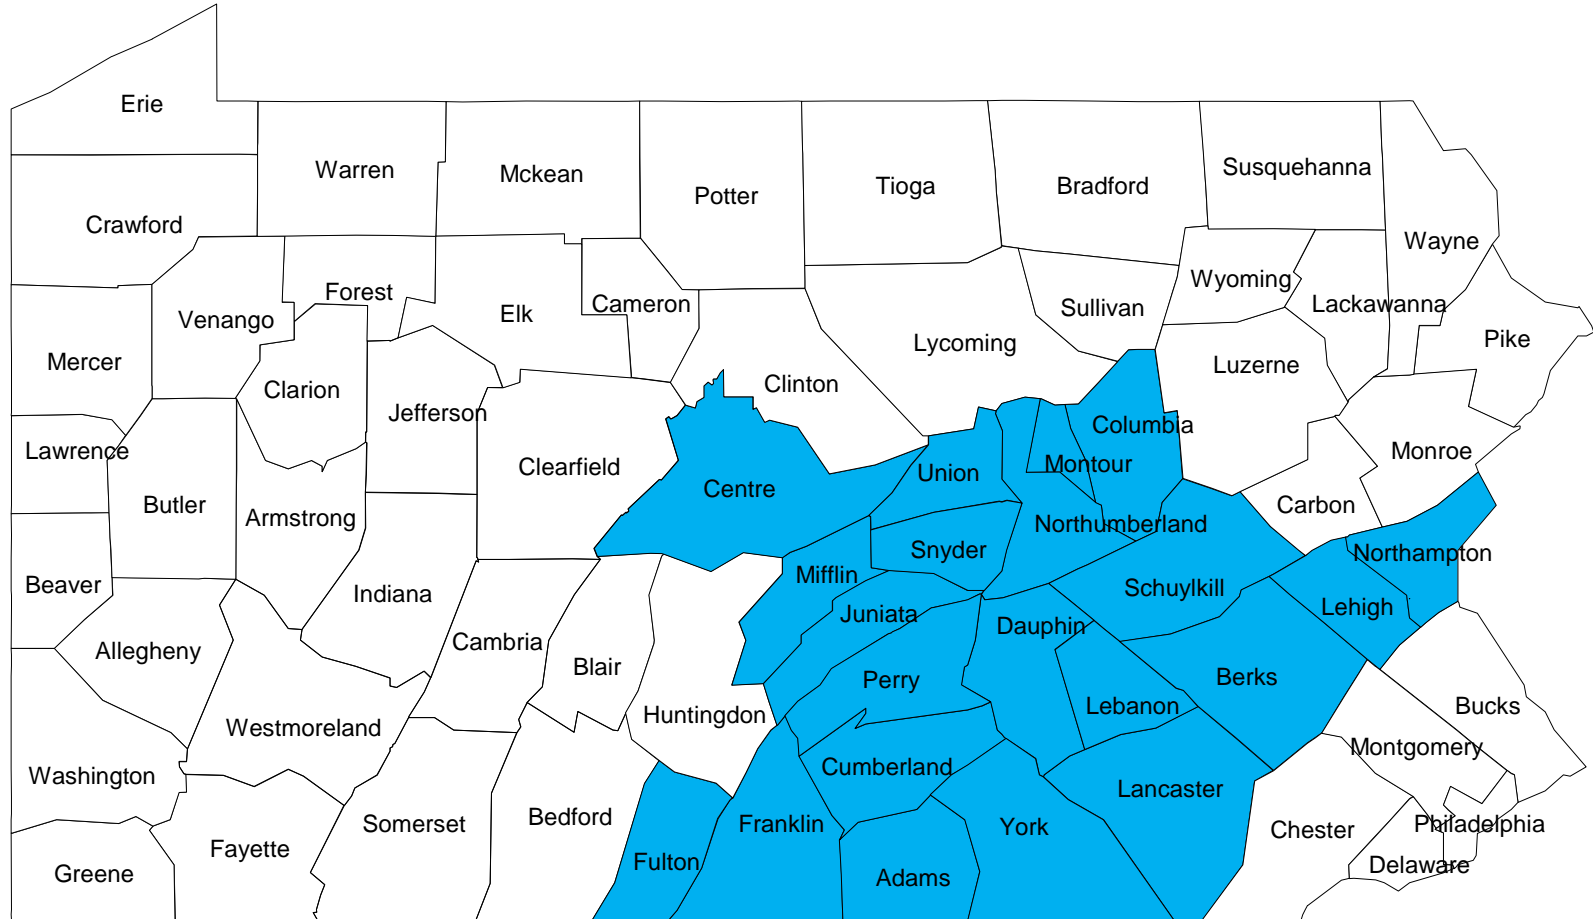 Erie
Warren
Mckean
Potter
Tioga
Bradford
Susquehanna
Crawford
Wayne
Venango
Forest
Elk
Cameron
Sullivan
Wyoming
Lackawanna
Mercer
Clarion
Jefferson
Clinton
Lycoming
Luzerne
Pike
Lawrence
Butler
Armstrong
Clearfield
Centre
Union
Montour
Columbia
Monroe
Carbon
Beaver
Indiana
Mifflin
Snyder
Northumberland
Schuylkill
Northampton
Lehigh
Allegheny
Cambria
Blair
Juniata
Dauphin
Perry
Berks
Lebanon
Westmoreland
Huntingdon
Bucks
Montgomery
Washington
Somerset
Bedford
Cumberland
Lancaster
Greene
Fayette
Fulton
Franklin
Adams
York
Chester
Philadelphia
Delaware